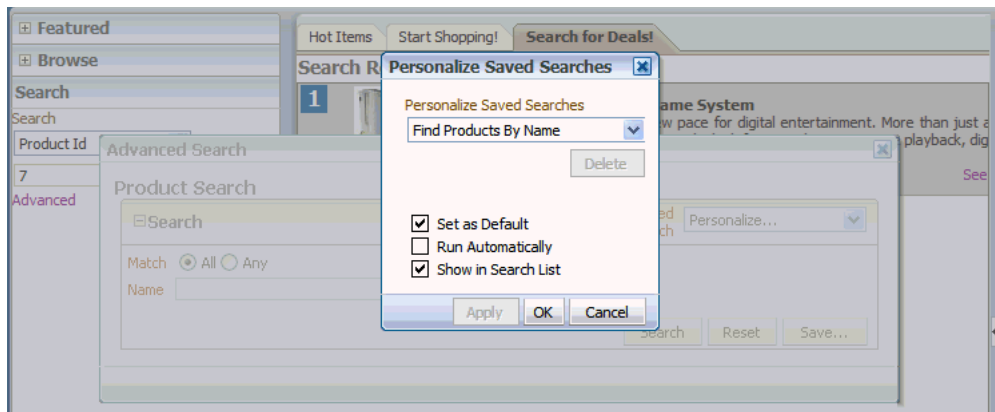 Featured
Browse
Search
Search
Product Id
7
Advanced
Hot Items
Start Shopping!
Search for Deals!
Search R
1
ame System
w pace for digital entertainment. More than just a
playback, dig
See
Advanced Search
Product Search
Search
ed
ch
Personalize...
Match
All
Any
Name
Search
Reset
Save...
Personalize Saved Searches
Personalize Saved Searches
Find Products By Name
Delete
Set as Default
Run Automatically
Show in Search List
Apply
OK
Cancel